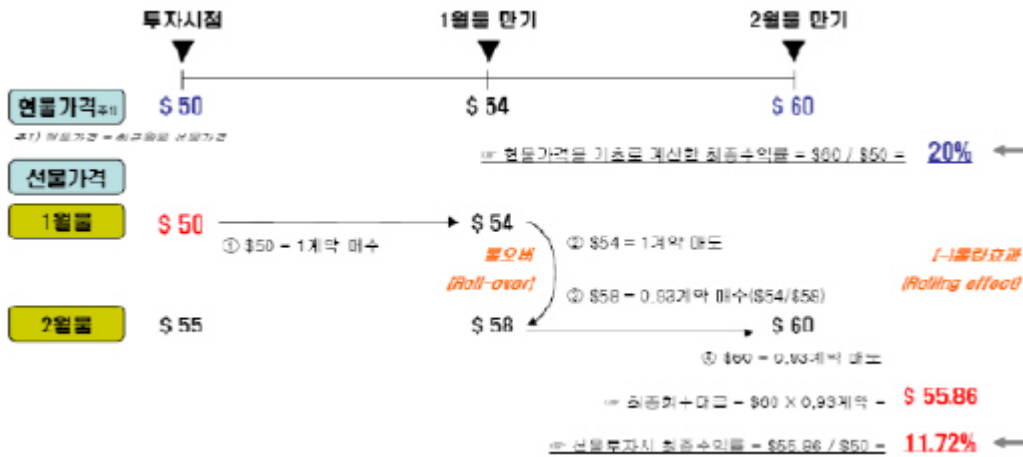 투자시점 1월물 만기 2월물 만기
현물가격주1) $ 50 $ 54 $ 60
주1) 현물가격 = 최근월물 선물가격
☞ 현물가격을 기초로 계산한 최종수익률 = $60 / $50 = 20%
선물가격
1월물 $ 50 $ 54
① $50 = 1계약 매수
롤오버
(Roll-over)
② $54 = 1계약 매도
③ $58 = 0.93계약 매수($54/$58)
(-)롤링효과
(Rolling effect)
2월물 $ 55 $ 58 $ 60
④ $60 = 0.93계약 매도
☞ 최종회수대금 = $60 X 0.93계약 = $ 55.86
☞ 선물투자시 최종수익률 = $55.86 / $50 = 11.72%